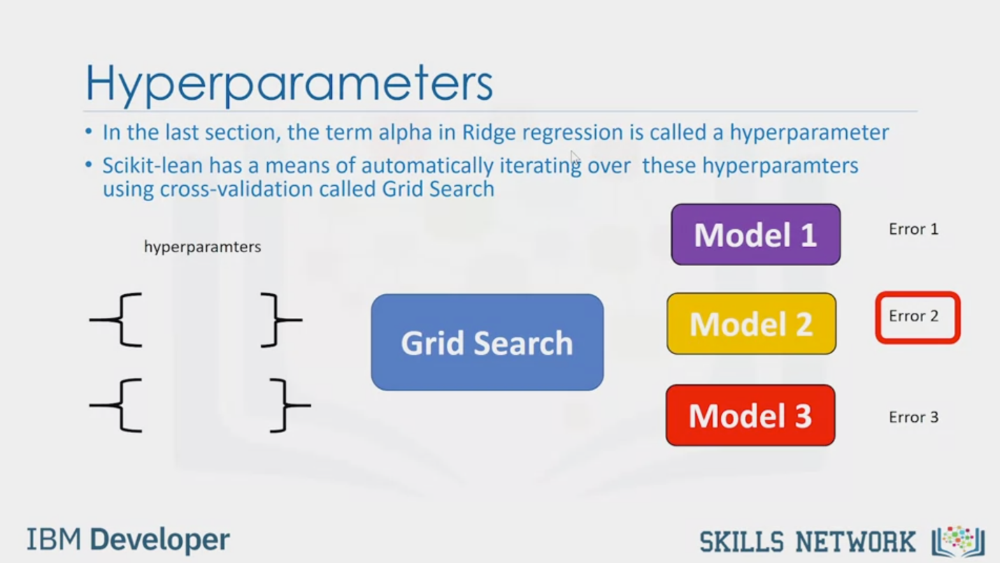 Hyperparameters
• In the last section, the term alpha in Ridge regression is called a hyperparameter
• Scikit-lean has a means of automatically iterating over  these hyperparamters
using cross-validation called Grid Search
hyperparamters
Grid Search
Model 1
Error 1
Model 2
Error 2
Model 3
Error 3
IBM Developer
SKILLS NETWORK